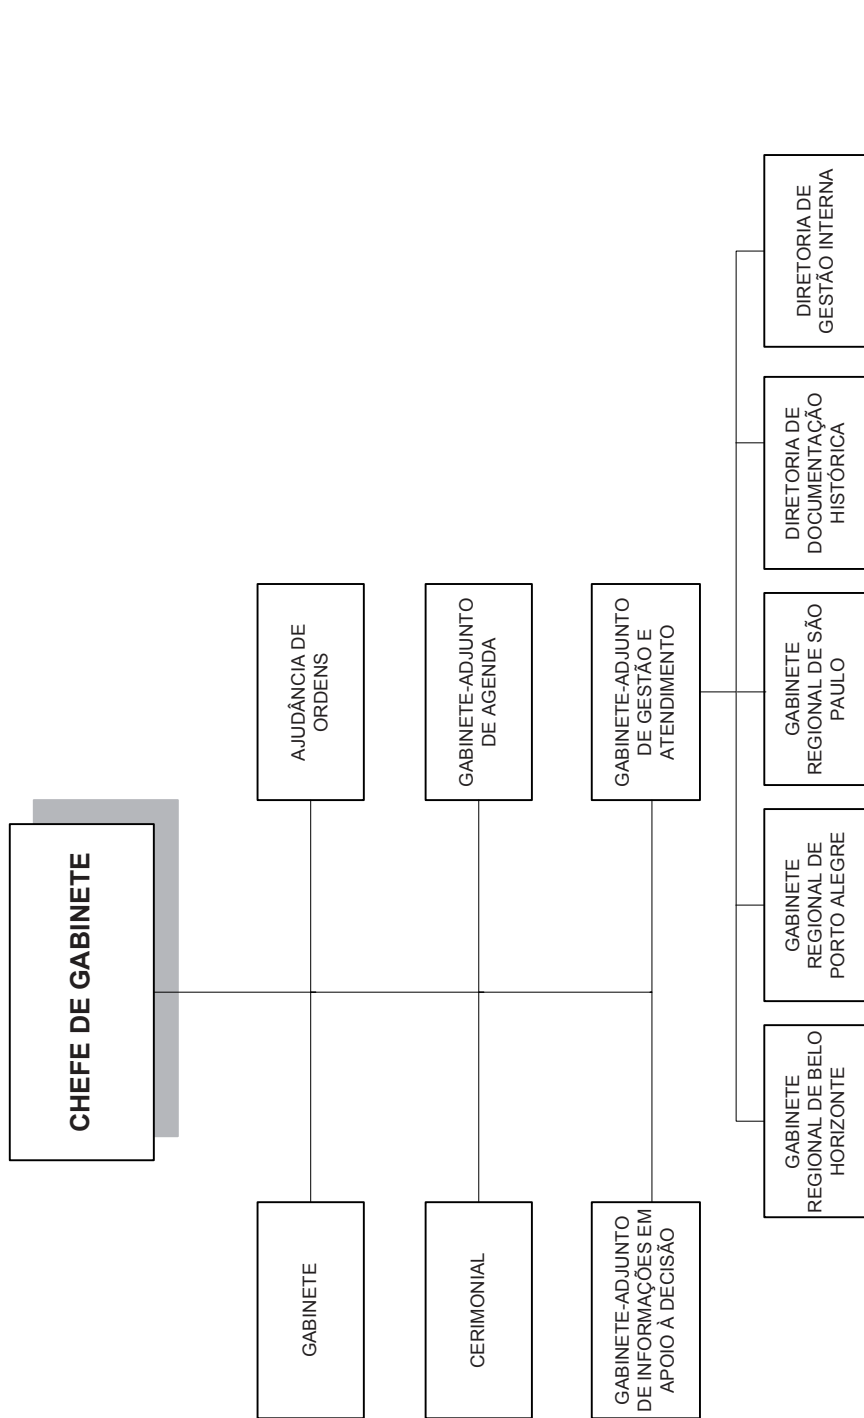 CHEFE DE GABINETE
GABINETE
AJUDÂNCIA DE
ORDENS
CERIMONIAL
GABINETE-ADJUNTO
DE AGENDA
GABINETE-ADJUNTO
DE INFORMAÇÕES EM
APOIO À DECISÃO
GABINETE-ADJUNTO
DE GESTÃO E
ATENDIMENTO
GABINETE
REGIONAL DE BELO
HORIZONTE
GABINETE
REGIONAL DE
PORTO ALEGRE
GABINETE
REGIONAL DE SÃO
PAULO
DIRETORIA DE
DOCUMENTAÇÃO
HISTÓRICA
DIRETORIA DE
GESTÃO INTERNA